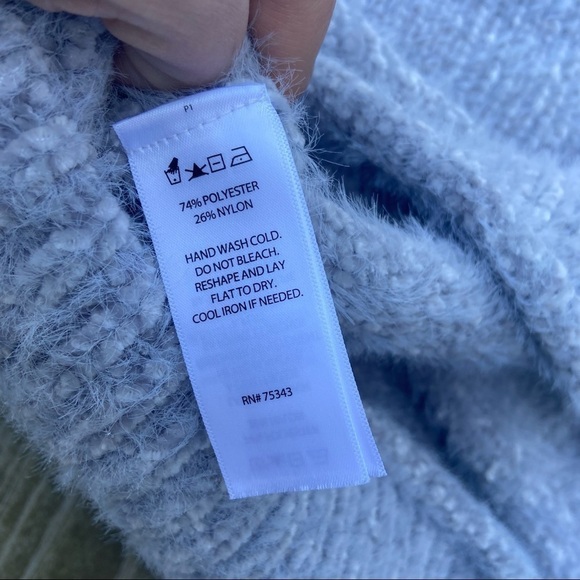 P1
74% POLYESTER
26% NYLON
HAND WASH COLD.
DO NOT BLEACH.
RESHAPE AND LAY
FLAT TO DRY.
COOL IRON IF NEEDED.
RN# 75343